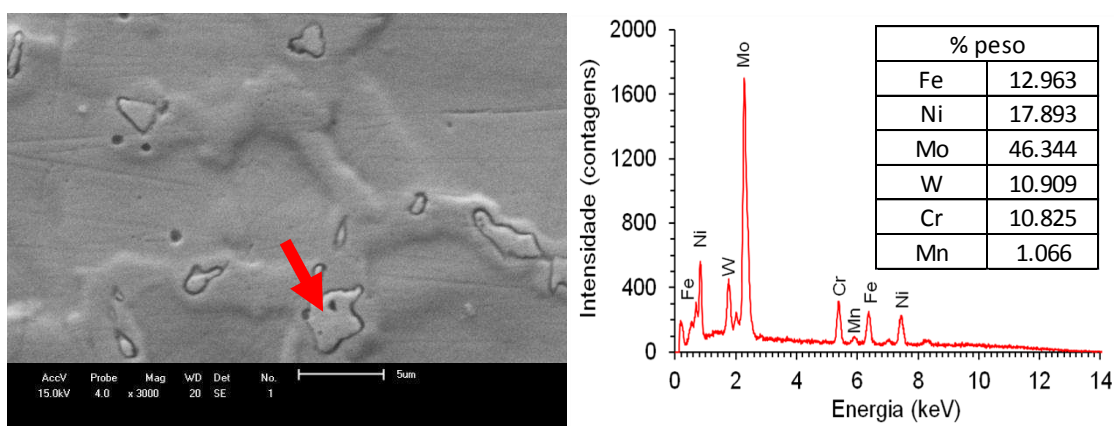 AccV Probe Mag WD Det No.
15.0kV 4.0 x 3000 20 SE 1
5um
Intensidade (contagens)
2000
1600
1200
800
400
0
Fe
Ni
W
Mo
Cr
Mn
Fe
Ni
0 2 4 6 8 10 12 14
Energia (keV)
% peso
Fe 12.963
Ni 17.893
Mo 46.344
W 10.909
Cr 10.825
Mn 1.066